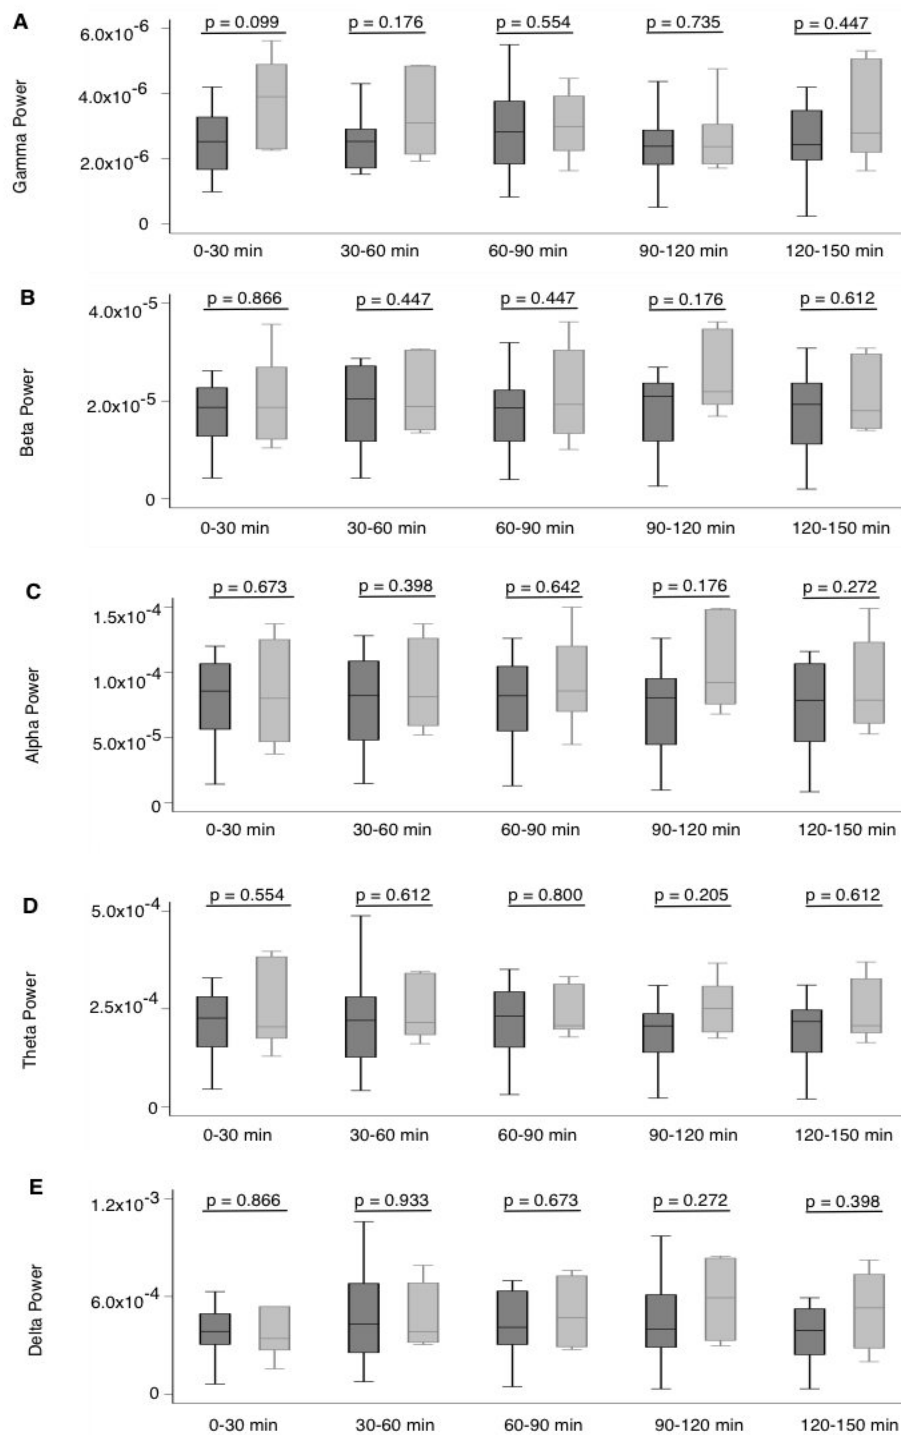 A
6.0x10-6
p = 0.099 p = 0.176 p = 0.554 p = 0.735 p = 0.447
4.0x10-6
2.0x10-6
0
Gamma Power
0-30 min 30-60 min 60-90 min 90-120 min 120-150 min
B
4.0x10-5
p = 0.866 p = 0.447 p = 0.447 p = 0.176 p = 0.612
2.0x10-5
0
Beta Power
0-30 min 30-60 min 60-90 min 90-120 min 120-150 min
C
p = 0.673 p = 0.398 p = 0.642 p = 0.176 p = 0.272
1.5x10-4
1.0x10-4
5.0x10-5
0
Alpha Power
0-30 min 30-60 min 60-90 min 90-120 min 120-150 min
D
p = 0.554 p = 0.612 p = 0.800 p = 0.205 p = 0.612
5.0x10-4
2.5x10-4
0
Theta Power
0-30 min 30-60 min 60-90 min 90-120 min 120-150 min
E
1.2x10-3
p = 0.866 p = 0.933 p = 0.673 p = 0.272 p = 0.398
6.0x10-4
0
Delta Power
0-30 min 30-60 min 60-90 min 90-120 min 120-150 min